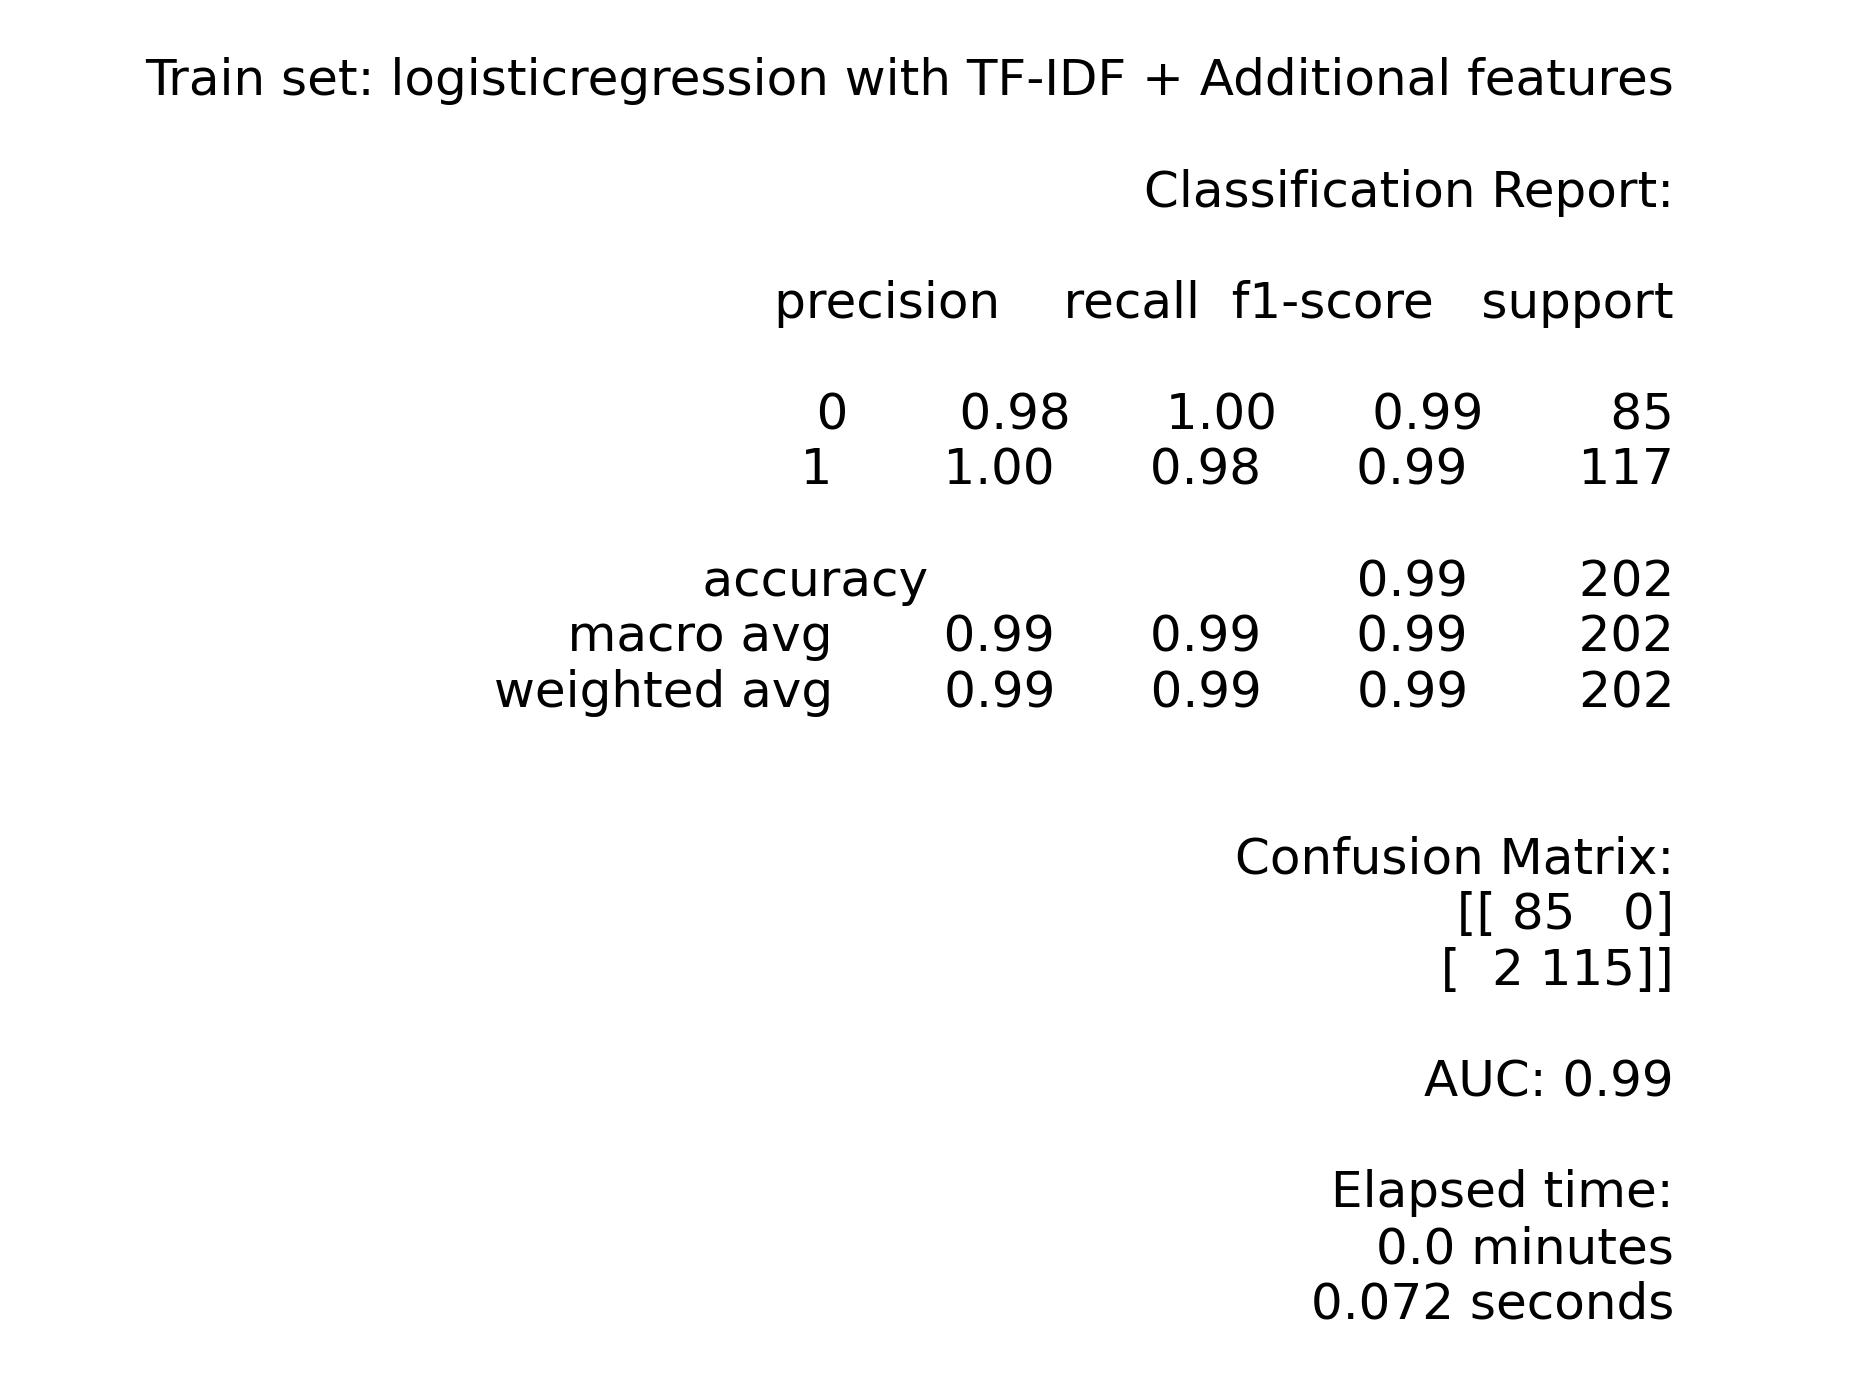 Train set: logisticregression with TF-IDF + Additional features
Classification Report:
precision    recall  f1-score   support
0       0.98      1.00      0.99        85
1       1.00      0.98      0.99       117
accuracy                           0.99       202
macro avg       0.99      0.99      0.99       202
weighted avg       0.99      0.99      0.99       202
Confusion Matrix:
[[ 85   0]
[  2 115]]
AUC: 0.99
Elapsed time:
0.0 minutes
0.072 seconds